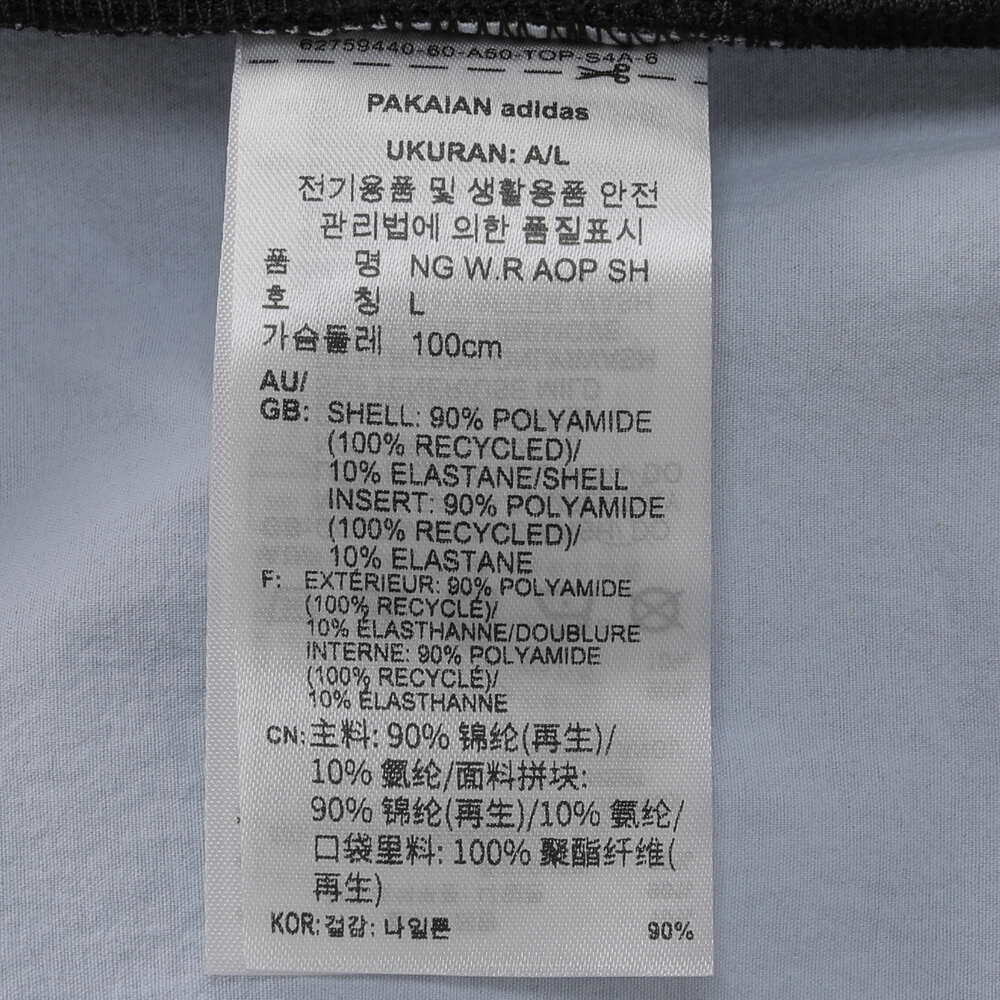 62759440-60-A60-TOP-S4A-6
PAKAIAN adidas
UKURAN: A/L
전기용품 및 생활용품 안전
관리법에 의한 품질표시
품 명 NG W.R AOP SH
호 칭 L
가슴둘레 100cm
AU/
GB: SHELL: 90% POLYAMIDE
(100% RECYCLED)/
10% ELASTANE/SHELL
INSERT: 90% POLYAMIDE
(100% RECYCLED)/
10% ELASTANE
F: EXTÉRIEUR: 90% POLYAMIDE
(100% RECYCLÉ)/
10% ÉLASTHANNE/DOUBLURE
INTERNE: 90% POLYAMIDE
(100% RECYCLÉ)/
10% ÉLASTHANNE
CN: 主料: 90% 锦纶(再生)/
10% 氨纶/面料拼块:
90% 锦纶(再生)/10% 氨纶/
口袋里料: 100% 聚酯纤维(
再生)
KOR: 겉감: 나일론 90%